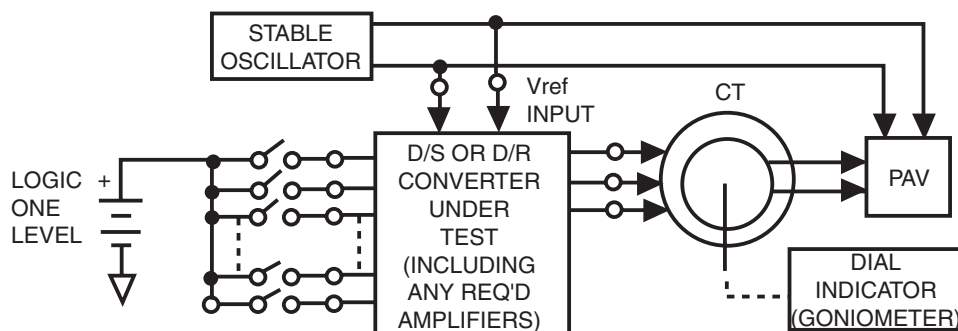 STABLE
OSCILLATOR
Vref
INPUT
CT
LOGIC
ONE
LEVEL
+
D/S OR D/R
CONVERTER
UNDER
TEST
(INCLUDING
ANY REQ'D
AMPLIFIERS)
PAV
DIAL
INDICATOR
(GONIOMETER)